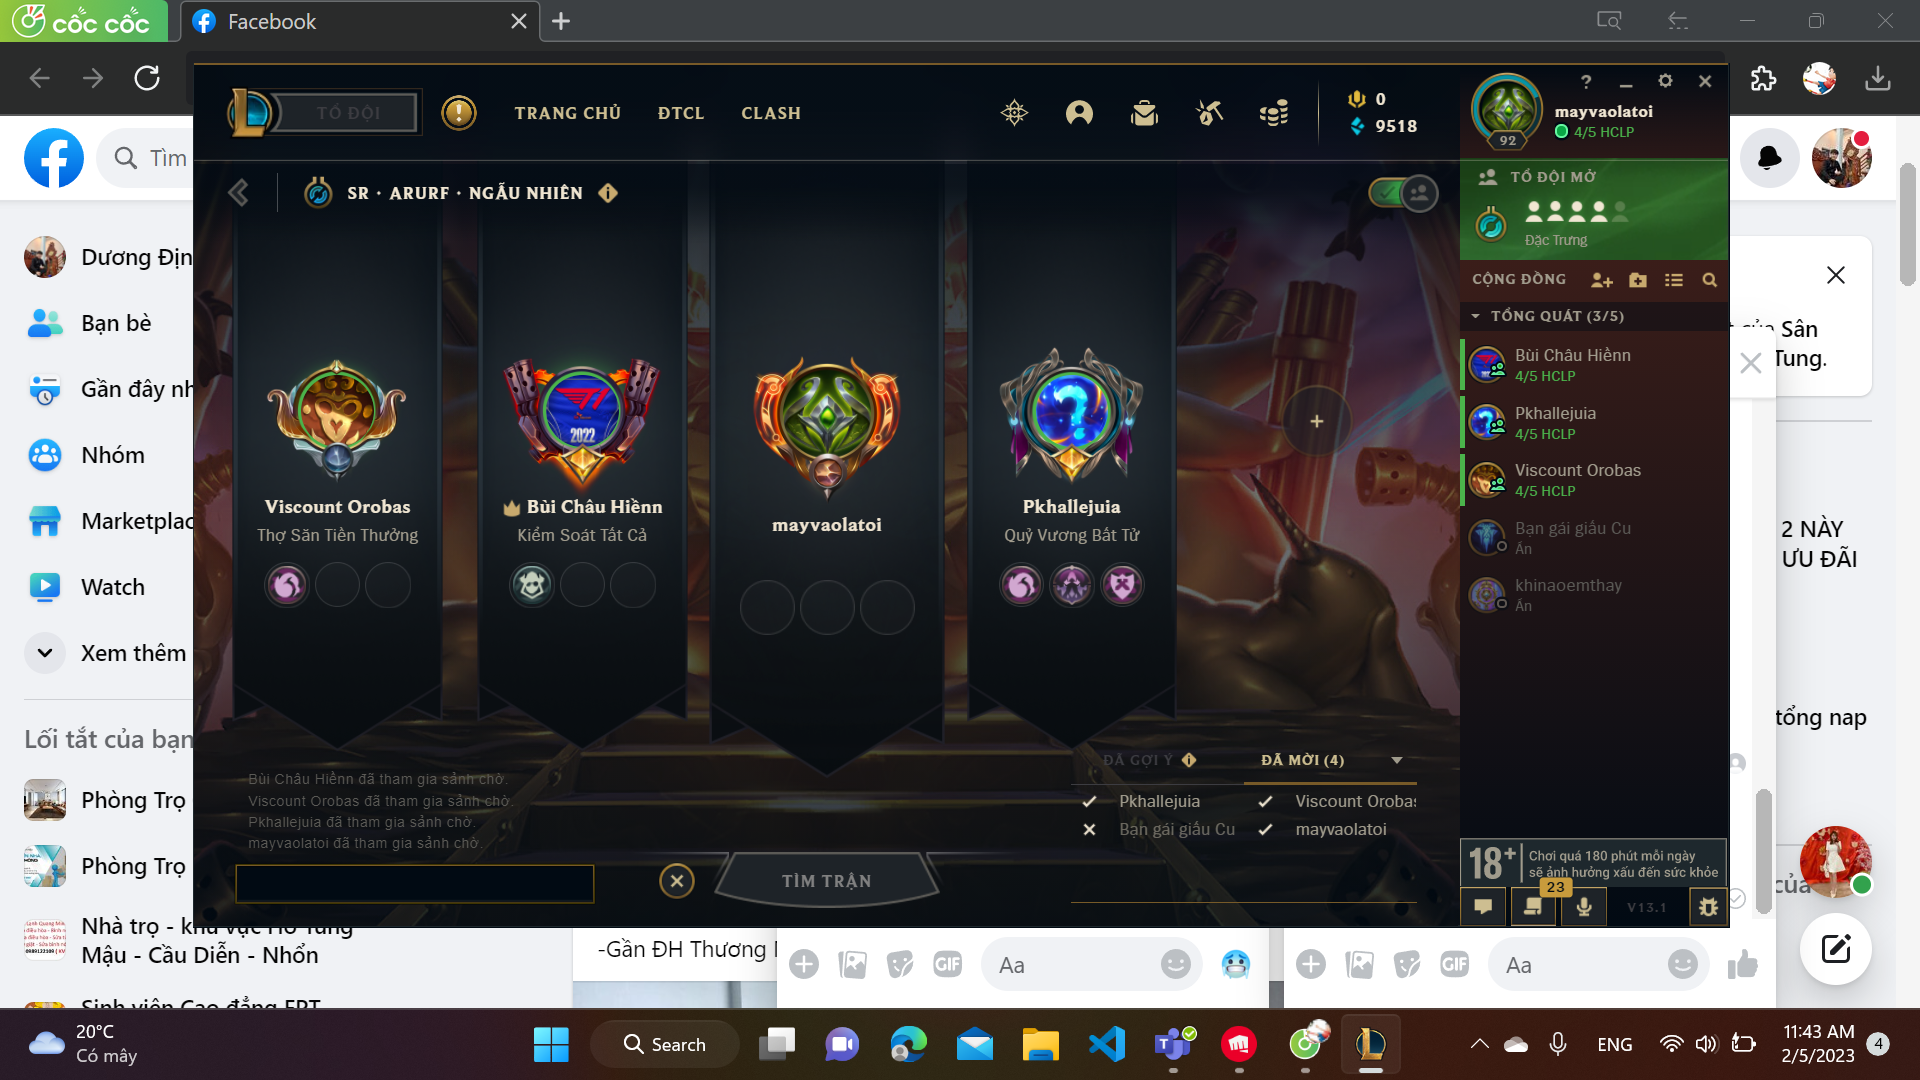 cốc cốc
Facebook
TỔ ĐỘI
TRANG CHỦ
ĐTCL
CLASH
0
9518
92
mayvaolatoi
4/5 HCLP
Tìm
SR · ARURF · NGẪU NHIÊN
TỔ ĐỘI MỞ
Đặc Trưng
CỘNG ĐỒNG
TỔNG QUÁT (3/5)
Bùi Châu Hiềnn
4/5 HCLP
Pkhallejuia
4/5 HCLP
Viscount Orobas
4/5 HCLP
Bạn gái giấu Cu
Ẩn
khinaoemthay
Ẩn
Dương Địn
Bạn bè
Gần đây nh
Nhóm
Marketplac
Watch
Xem thêm
Lối tắt của bạn
Phòng Trọ
Phòng Trọ
Nhà trọ - khu vực Hồ Tùng
Mậu - Cầu Diễn - Nhổn
Sinh viên Cao đẳng FPT
2022
Viscount Orobas
Thợ Săn Tiền Thưởng
Bùi Châu Hiềnn
Kiểm Soát Tất Cả
mayvaolatoi
Pkhallejuia
Quỷ Vương Bất Tử
của Sân
Tung.
2 NÀY
ƯU ĐÃI
tổng nap
của
Bùi Châu Hiềnn đã tham gia sảnh chờ.
Viscount Orobas đã tham gia sảnh chờ.
Pkhallejuia đã tham gia sảnh chờ.
mayvaolatoi đã tham gia sảnh chờ.
TÌM TRẬN
ĐÃ GỢI Ý
ĐÃ MỜI (4)
Pkhallejuia
Viscount Orobas
Bạn gái giấu Cu
mayvaolatoi
18+
Chơi quá 180 phút mỗi ngày
sẽ ảnh hưởng xấu đến sức khỏe
23
V13.1
-Gần ĐH Thương M
GIF
Aa
GIF
Aa
20°C
Có mây
Search
ENG
11:43 AM
2/5/2023
4